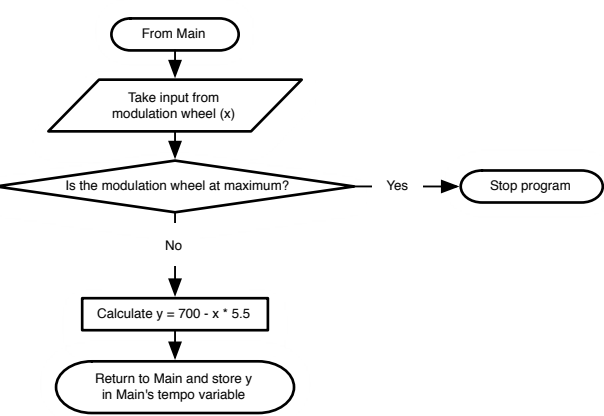 From Main
Take input from
modulation wheel (x)
Is the modulation wheel at maximum?
Yes
Stop program
No
Calculate y = 700 - x * 5.5
Return to Main and store y
in Main's tempo variable